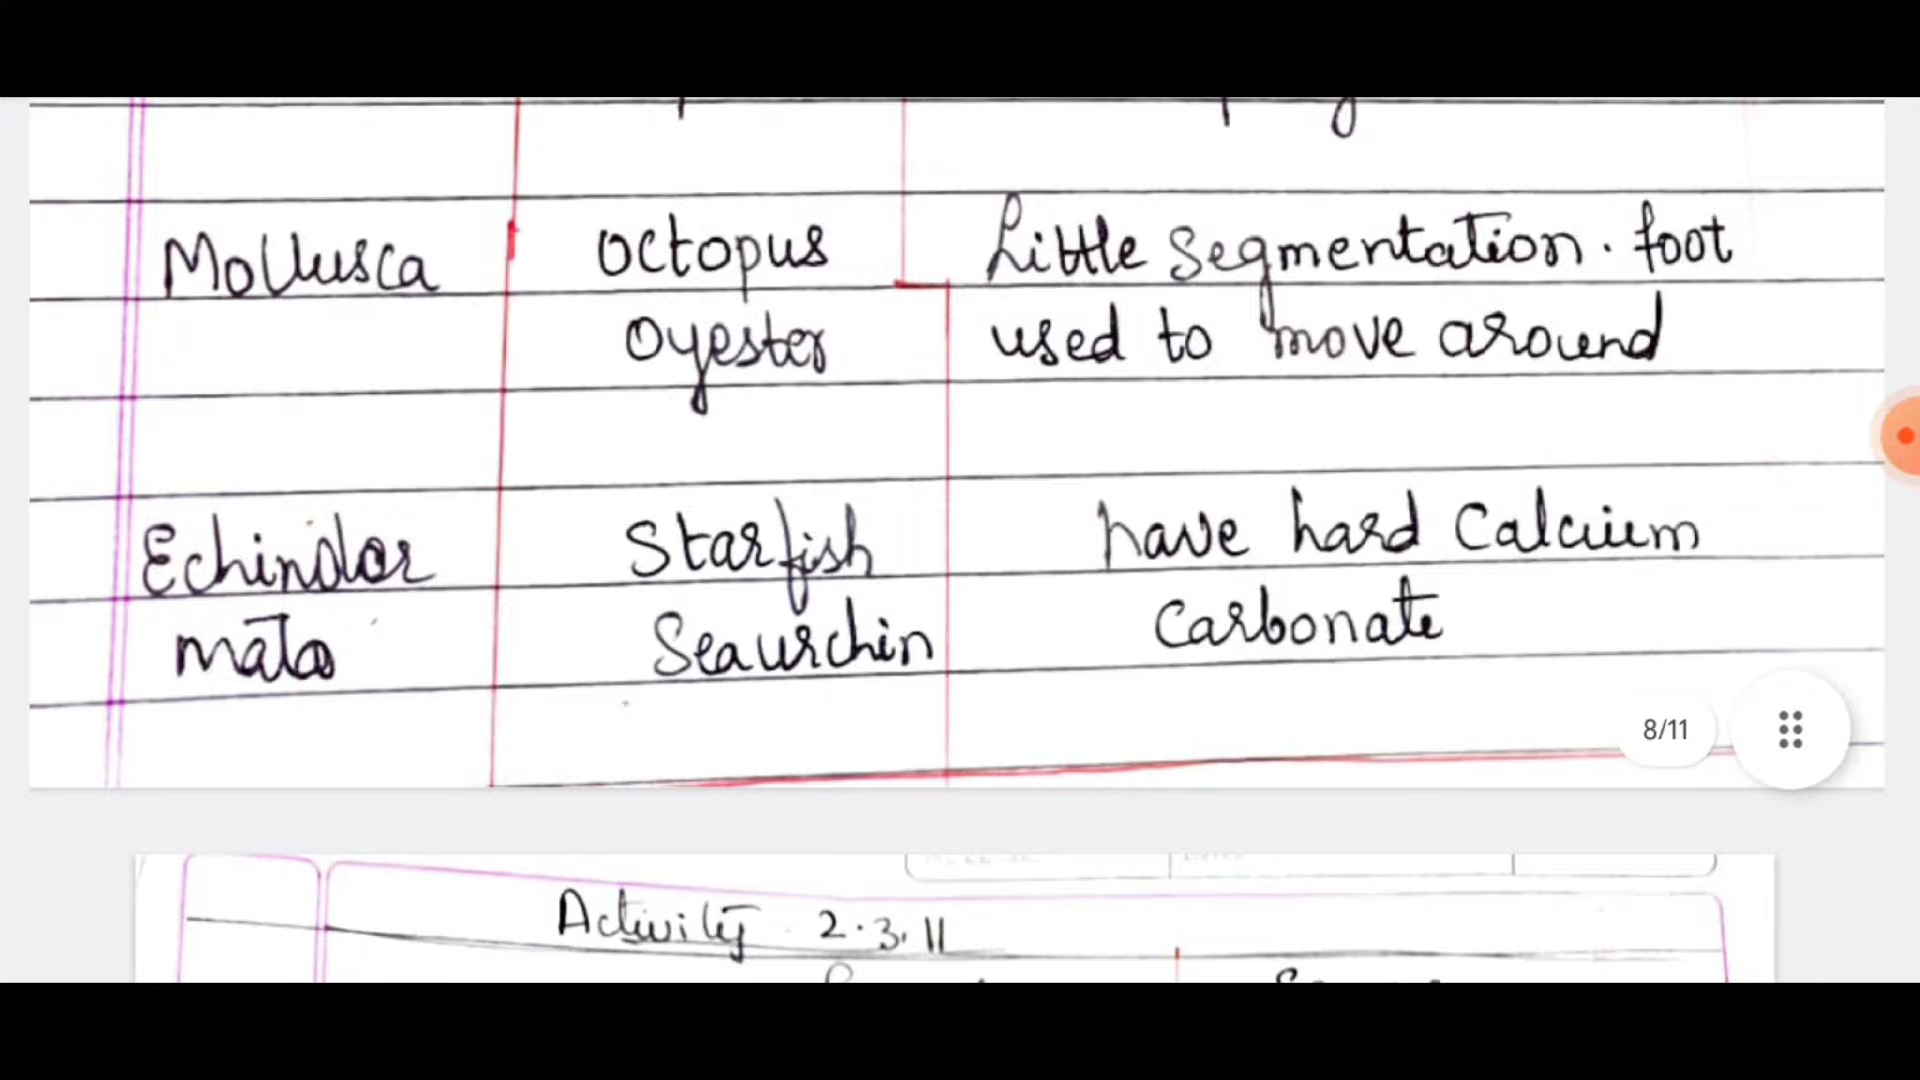 Mollusca octopus Little Segmentation. foot
Oyester used to move around
Echindor Starfish have hard Calcium
mata Seaurchin Carbonate
8/11
Activity 2.3.11